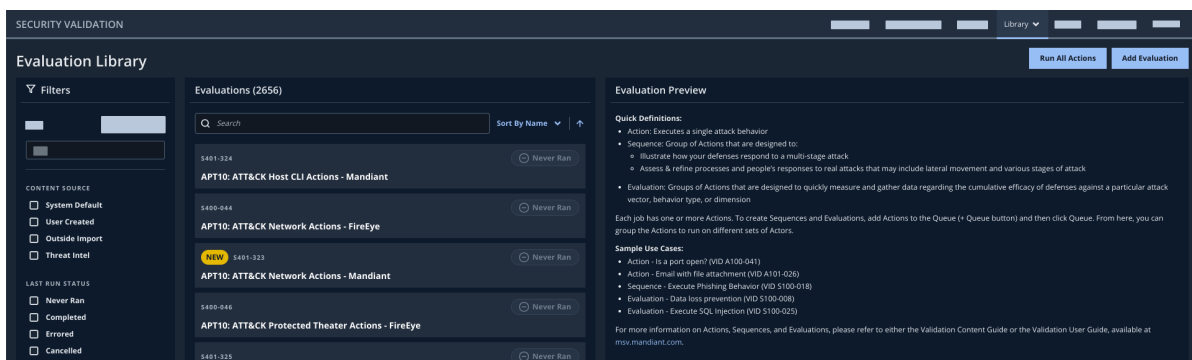 SECURITY VALIDATION
Library
Evaluation Library
Run All Actions
Add Evaluation
Filters
CONTENT SOURCE
System Default
User Created
Outside Import
Threat Intel
LAST RUN STATUS
Never Ran
Completed
Errored
Cancelled
Evaluations (2656)
Search
Sort By Name
S401-324
Never Ran
APT10: ATT&CK Host CLI Actions - Mandiant
S400-044
Never Ran
APT10: ATT&CK Network Actions - FireEye
NEW S401-323
Never Ran
APT10: ATT&CK Network Actions - Mandiant
S400-046
Never Ran
APT10: ATT&CK Protected Theater Actions - FireEye
S401-325
Never Ran
Evaluation Preview
Quick Definitions:
• Action: Executes a single attack behavior
• Sequence: Group of Actions that are designed to:
Illustrate how your defenses respond to a multi-stage attack
Assess & refine processes and people's responses to real attacks that may include lateral movement and various stages of attack
• Evaluation: Groups of Actions that are designed to quickly measure and gather data regarding the cumulative efficacy of defenses against a particular attack
vector, behavior type, or dimension
Each job has one or more Actions. To create Sequences and Evaluations, add Actions to the Queue (+ Queue button) and then click Queue. From here, you can
group the Actions to run on different sets of Actors.
Sample Use Cases:
• Action - Is a port open? (VID A100-041)
• Action - Email with file attachment (VID A101-026)
• Sequence - Execute Phishing Behavior (VID S100-018)
• Evaluation - Data loss prevention (VID S100-008)
• Evaluation - Execute SQL Injection (VID S100-025)
For more information on Actions, Sequences, and Evaluations, please refer to either the Validation Content Guide or the Validation User Guide, available at
msv.mandiant.com.